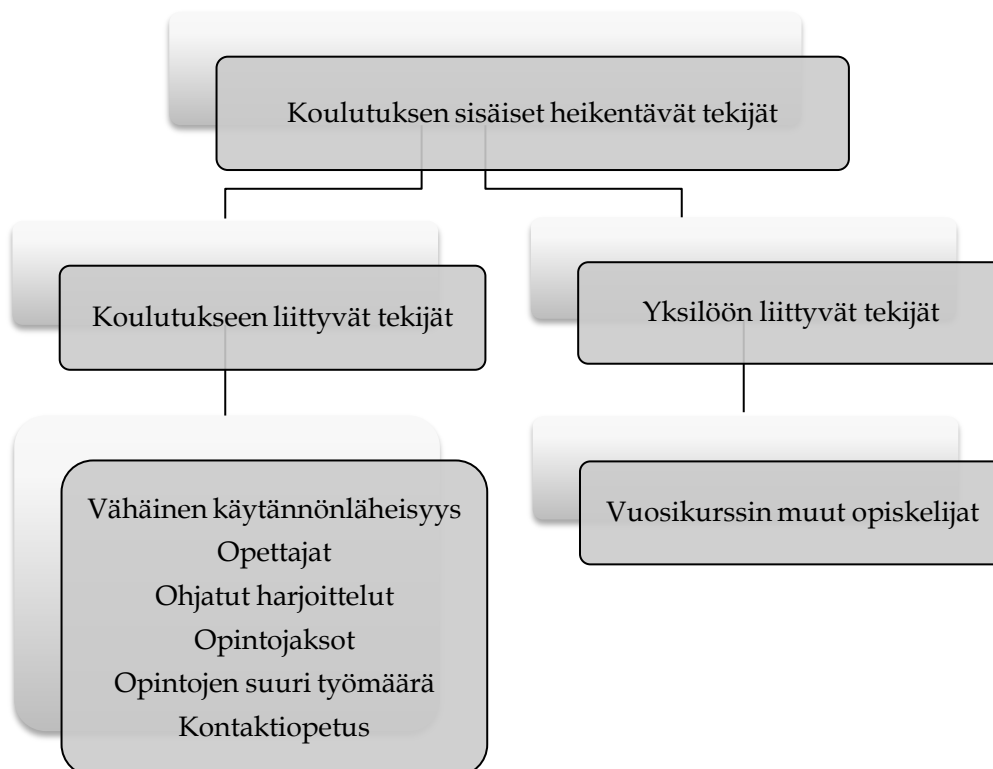 Koulutuksen sisäiset heikentävät tekijät
Koulutukseen liittyvät tekijät
Yksilöön liittyvät tekijät
Vähäinen käytännönläheisyys
Opettajat
Ohjatut harjoittelut
Opintojaksot
Opintojen suuri työmäärä
Kontaktiopetus
Vuosikurssin muut opiskelijat